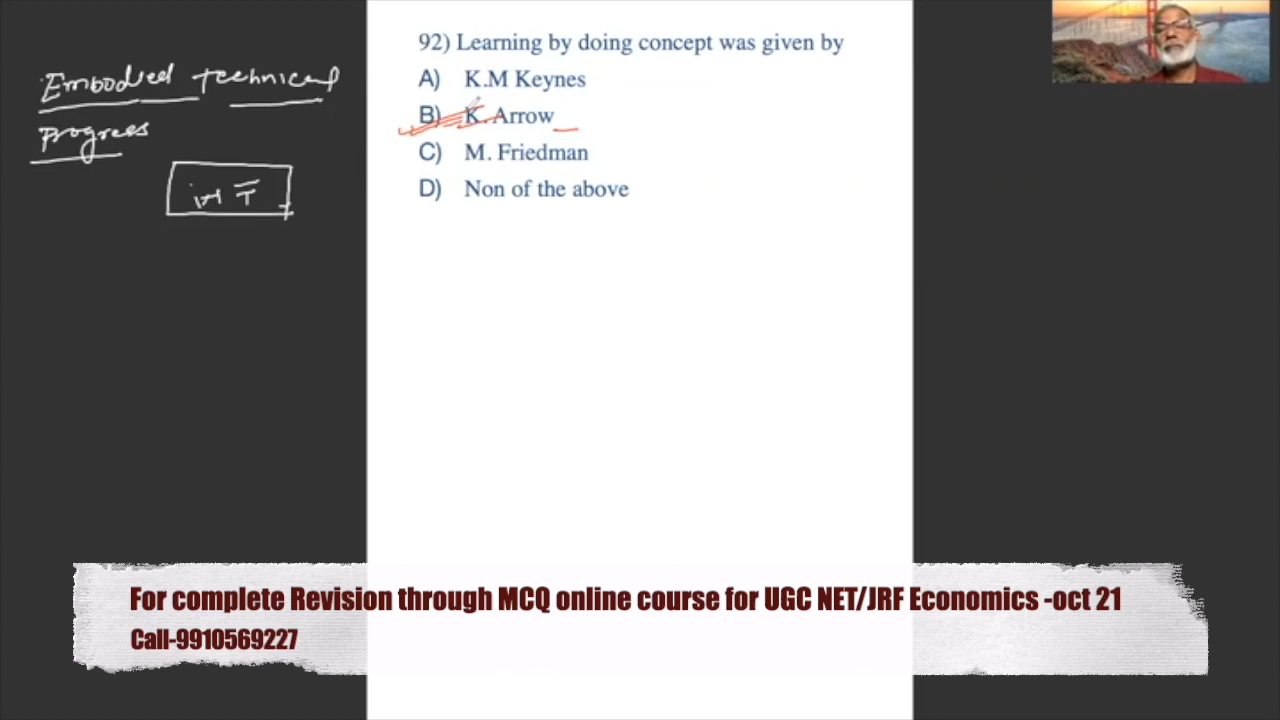 92) Learning by doing concept was given by
A) K.M Keynes
B) K. Arrow
C) M. Friedman
D) Non of the above
Embodied technical
progress
For complete Revision through MCQ online course for UGC NET/JRF Economics -oct 21
Call-9910569227